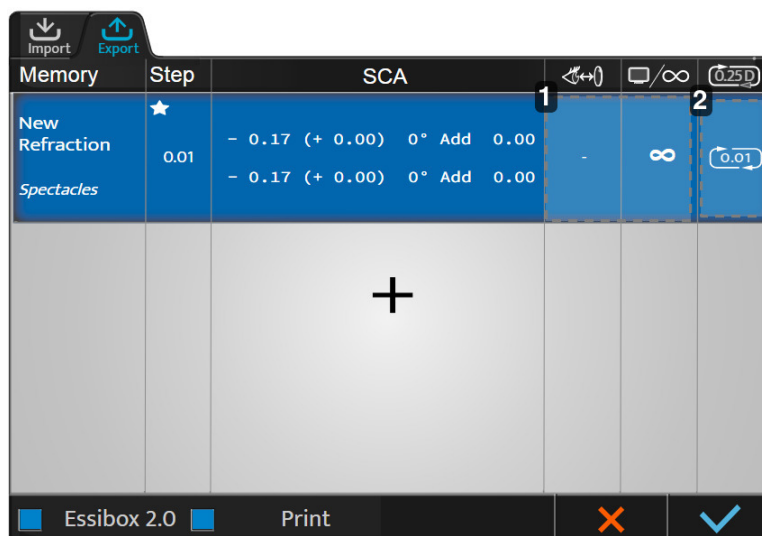 Import Export
Memory Step SCA /∞ 0.25 D
1 2
New Refraction
Spectacles
0.01
- 0.17 (+ 0.00) 0° Add 0.00
- 0.17 (+ 0.00) 0° Add 0.00
- ∞ 0.01
+
Essibox 2.0 Print